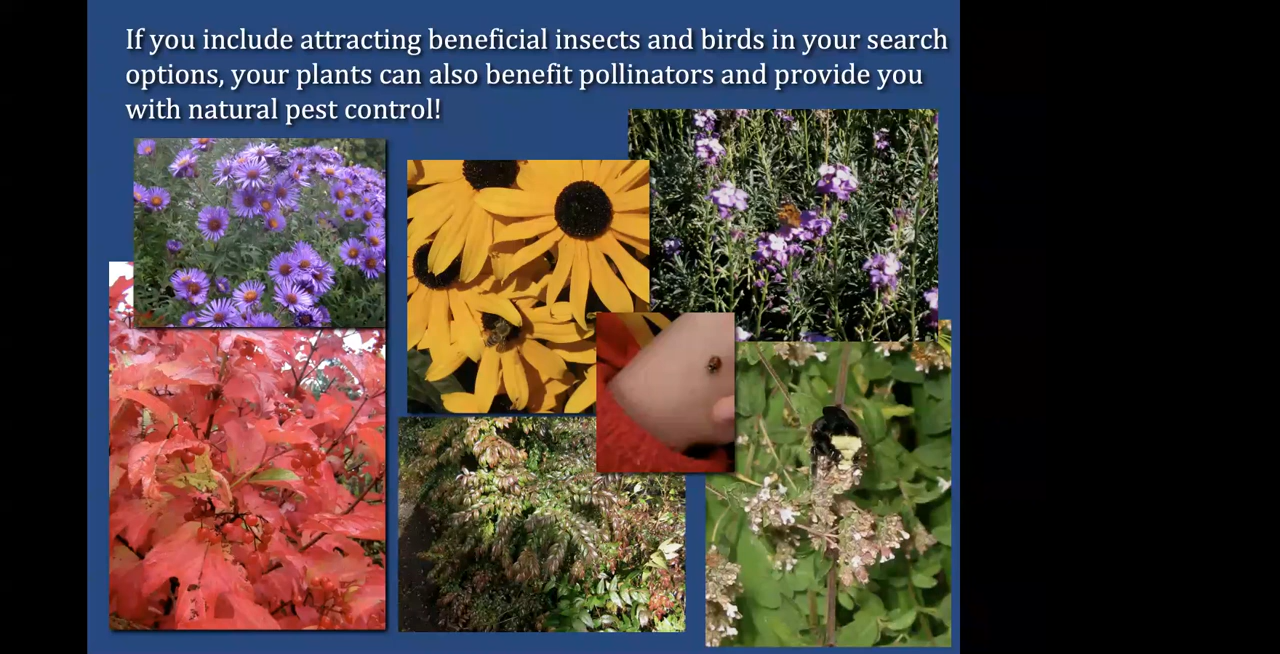 If you include attracting beneficial insects and birds in your search
options, your plants can also benefit pollinators and provide you
with natural pest control!